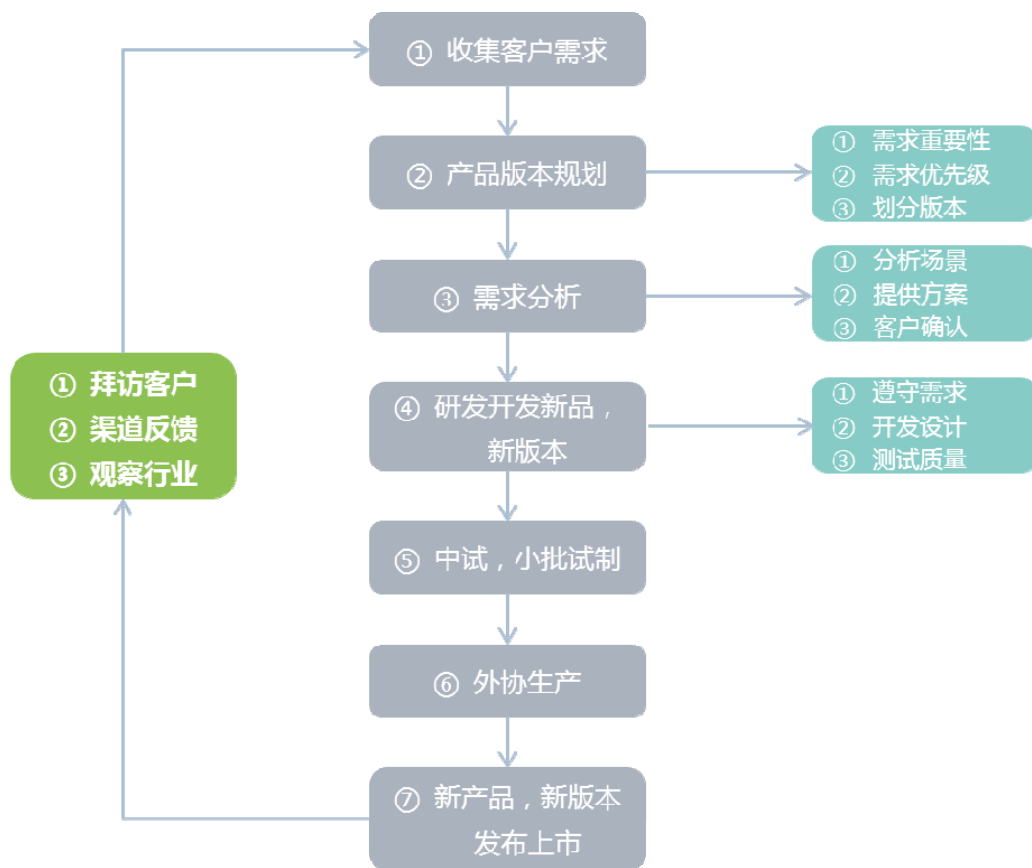 ① 收集客户需求
② 产品版本规划
① 需求重要性
② 需求优先级
③ 划分版本
③ 需求分析
① 分析场景
② 提供方案
③ 客户确认
① 拜访客户
② 渠道反馈
③ 观察行业
④ 研发开发新品，
新版本
① 遵守需求
② 开发设计
③ 测试质量
⑤ 中试，小批试制
⑥ 外协生产
⑦ 新产品，新版本
发布上市